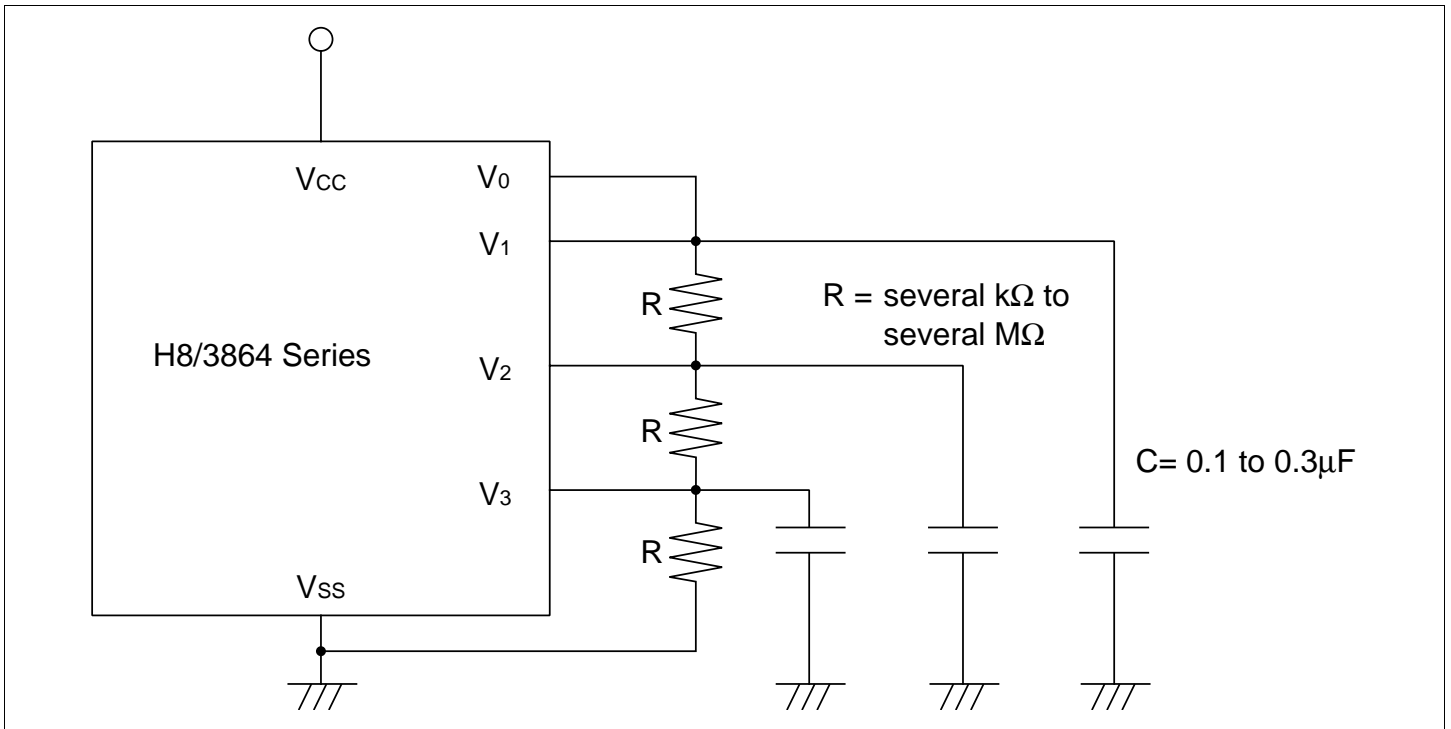 VCC
V0
V1
R
R = several kΩ to
several MΩ
H8/3864 Series
V2
R
C= 0.1 to 0.3μF
V3
R
VSS